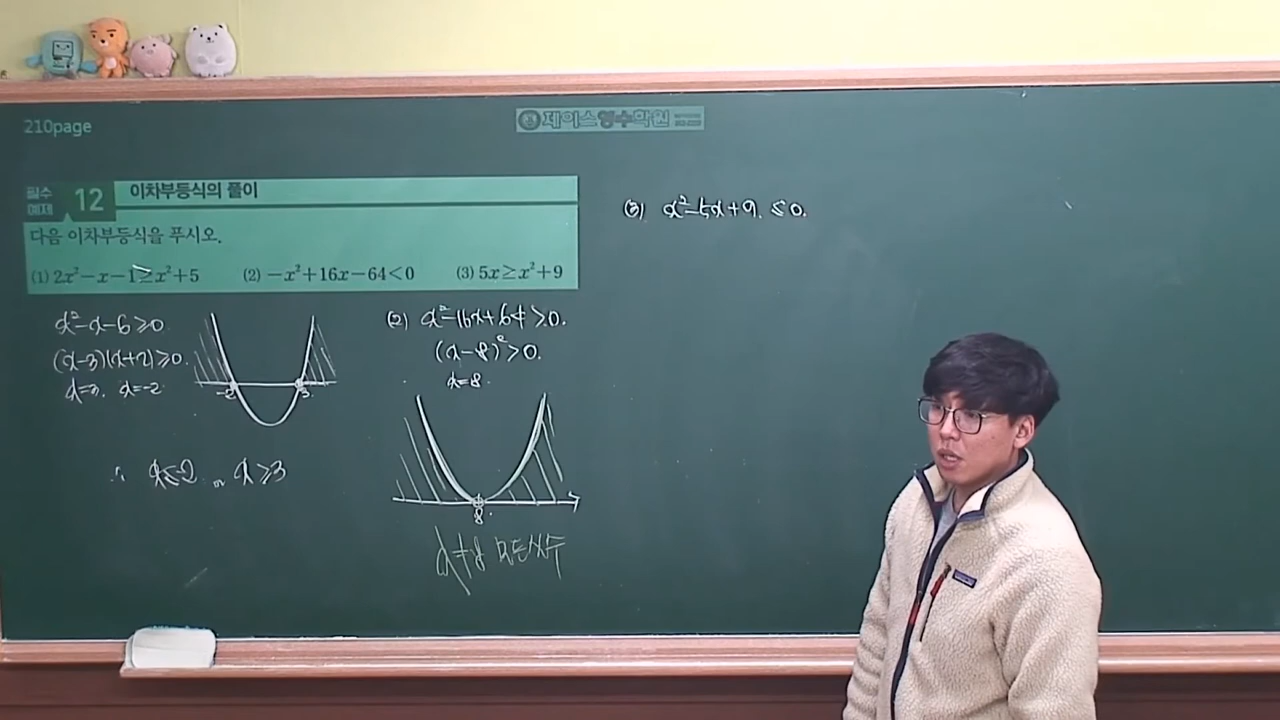 210page
제이스영수학원
필수 예제 12 이차부등식의 풀이
다음 이차부등식을 푸시오.
(1) 2x²-x-1≥x²+5 (2) -x²+16x-64<0 (3) 5x≥x²+9
x²-x-6≥0.
(x-3)(x+2)≥0.
x=3. x=-2
-2 3.
∴ x≤-2 or x≥3
(2) x²-16x+64>0.
(x-8)²>0.
x=8.
8.
x≠8 모든실수
(3) x²-5x+9. ≤0.